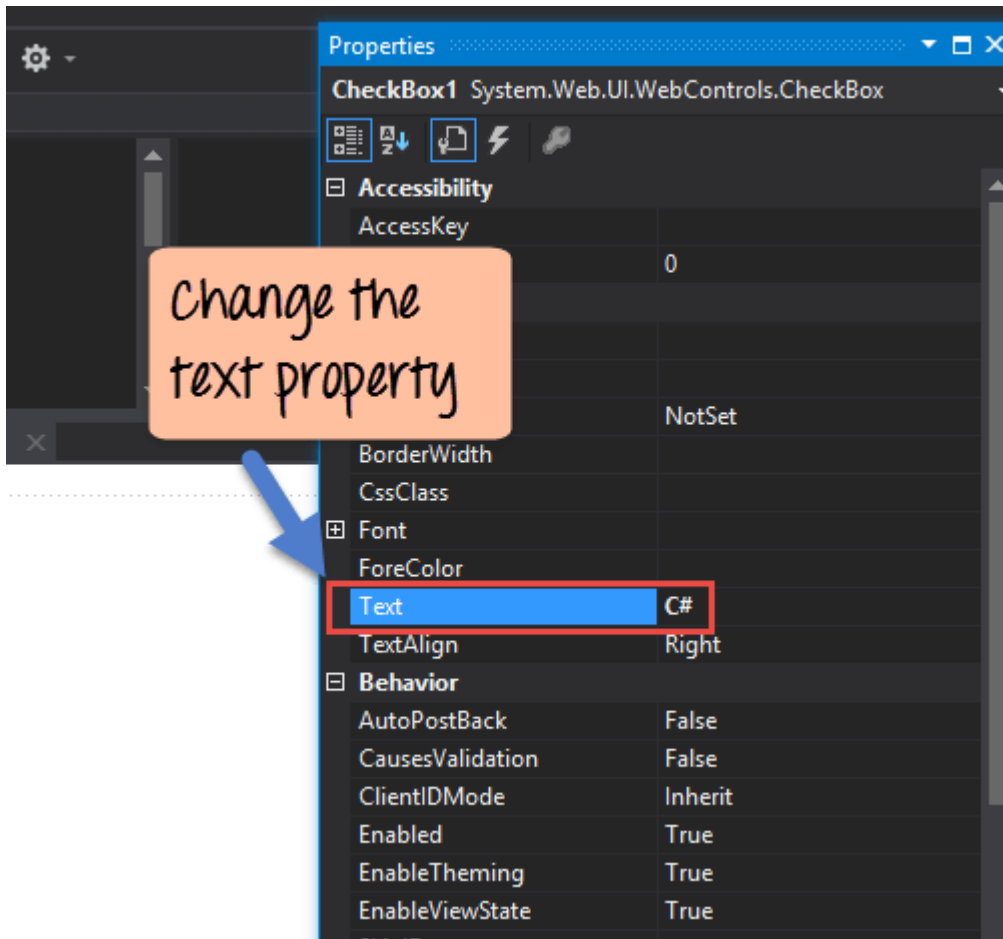 Properties
CheckBox1 System.Web.UI.WebControls.CheckBox
Accessibility
AccessKey
0
Change the
text property
NotSet
BorderWidth
CssClass
Font
ForeColor
Text C#
TextAlign Right
Behavior
AutoPostBack False
CausesValidation False
ClientIDMode Inherit
Enabled True
EnableTheming True
EnableViewState True